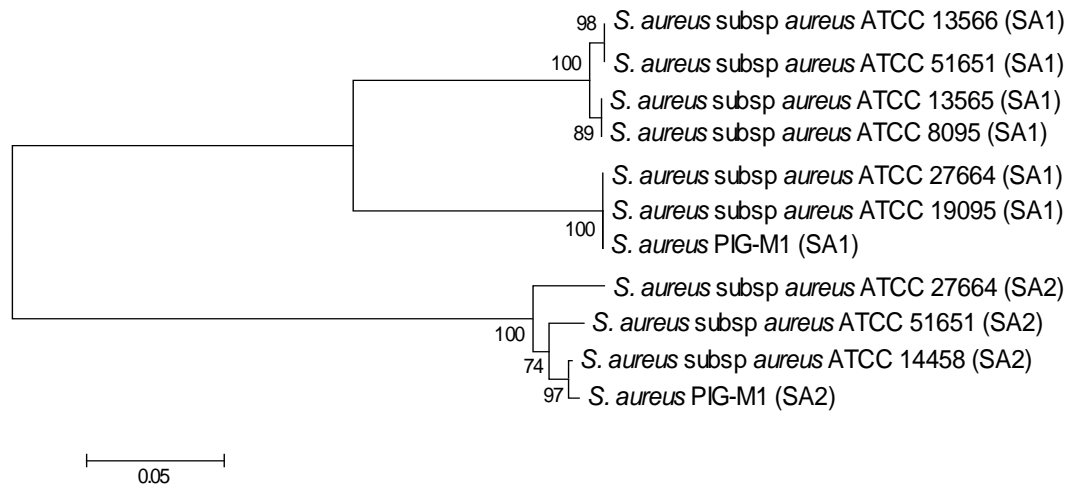 98
S. aureus subsp aureus ATCC 13566 (SA1)
100
S. aureus subsp aureus ATCC 51651 (SA1)
S. aureus subsp aureus ATCC 13565 (SA1)
89
S. aureus subsp aureus ATCC 8095 (SA1)
S. aureus subsp aureus ATCC 27664 (SA1)
S. aureus subsp aureus ATCC 19095 (SA1)
100
S. aureus PIG-M1 (SA1)
S. aureus subsp aureus ATCC 27664 (SA2)
100
S. aureus subsp aureus ATCC 51651 (SA2)
74
S. aureus subsp aureus ATCC 14458 (SA2)
97
S. aureus PIG-M1 (SA2)
0.05